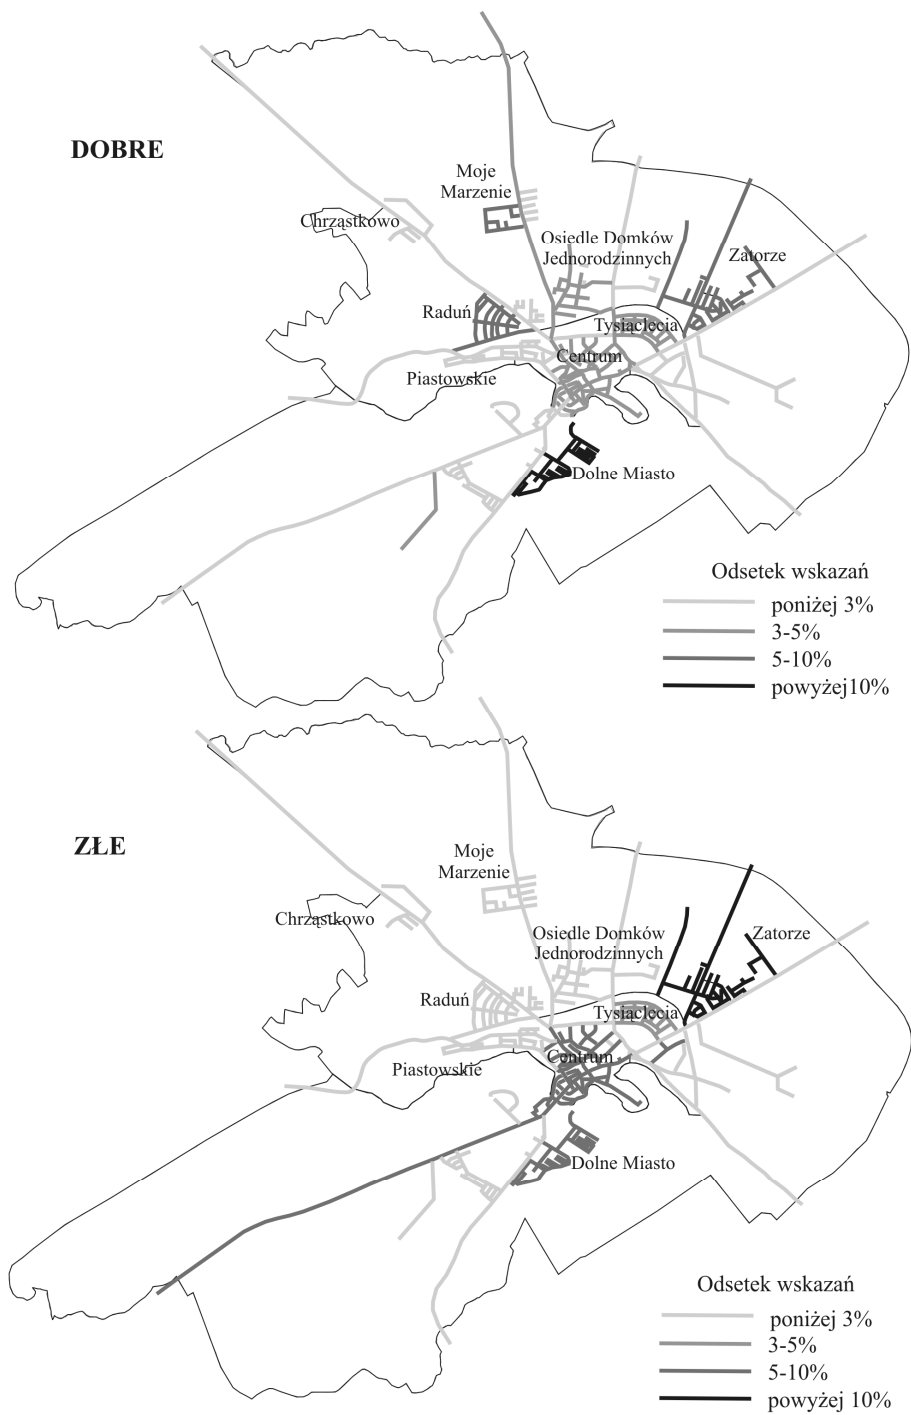 DOBRE
Moje
Marzenie
Chrząstkowo
Osiedle Domków
Jednorodzinnych
Zatorze
Raduń
Tysiąclecia
Centrum
Piastowskie
Dolne Miasto
Odsetek wskazań
poniżej 3%
3-5%
5-10%
powyżej10%
ZŁE
Moje
Marzenie
Chrząstkowo
Osiedle Domków
Jednorodzinnych
Zatorze
Raduń
Tysiąclecia
Centrum
Piastowskie
Dolne Miasto
Odsetek wskazań
poniżej 3%
3-5%
5-10%
powyżej 10%